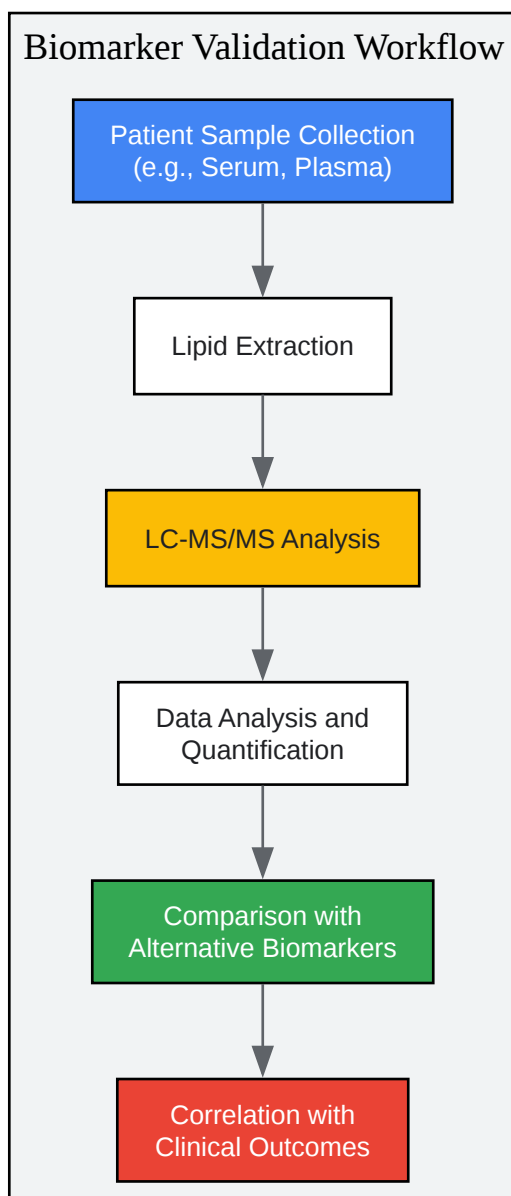 Biomarker Validation Workflow
Patient Sample Collection
(e.g., Serum, Plasma)
Lipid Extraction
LC-MS/MS Analysis
Data Analysis and
Quantification
Comparison with
Alternative Biomarkers
Correlation with
Clinical Outcomes